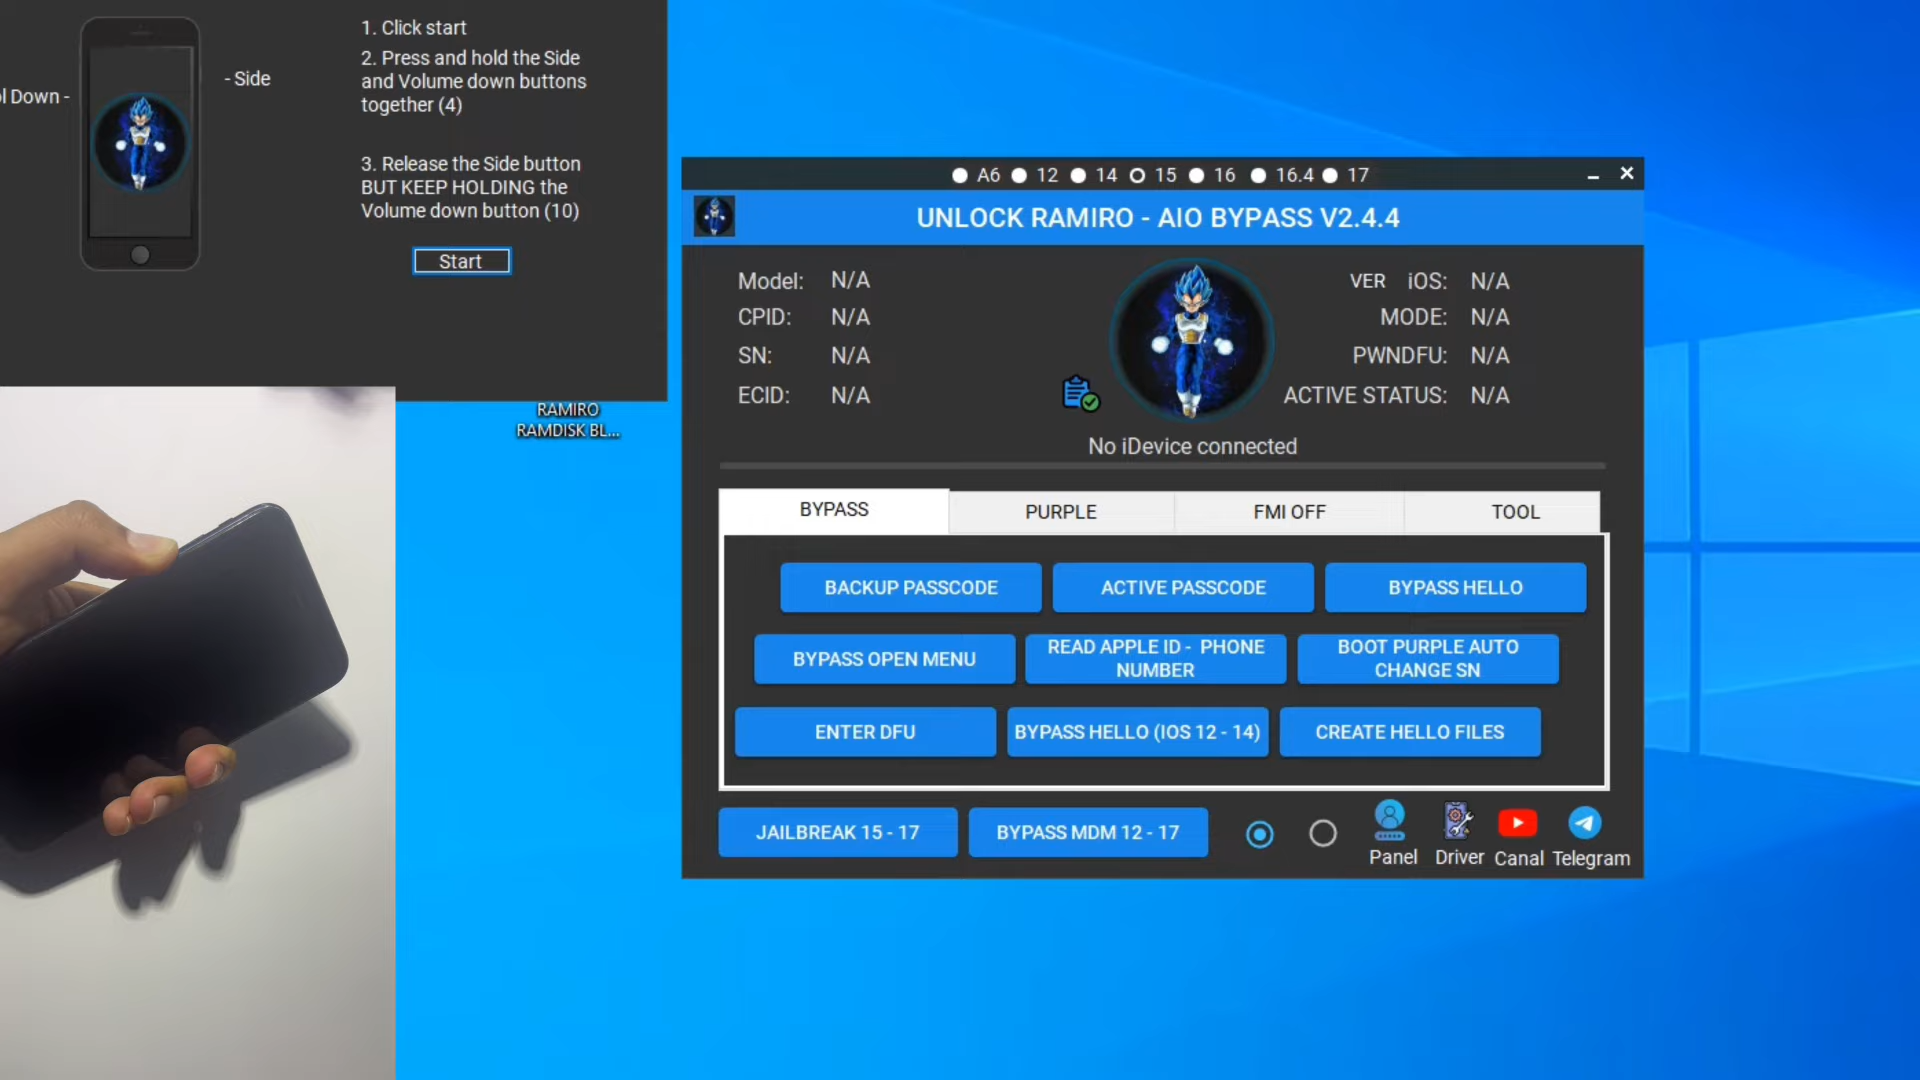 1. Click start
2. Press and hold the Side
and Volume down buttons
together (4)
3. Release the Side button
BUT KEEP HOLDING the
Volume down button (10)
Start
Down -
- Side
RAMIRO
RAMDISK BL...
A6 12 14 15 16 16.4 17
UNLOCK RAMIRO - AIO BYPASS V2.4.4
Model: N/A
CPID: N/A
SN: N/A
ECID: N/A
VER iOS: N/A
MODE: N/A
PWNDFU: N/A
ACTIVE STATUS: N/A
No iDevice connected
BYPASS PURPLE FMI OFF TOOL
BACKUP PASSCODE
ACTIVE PASSCODE
BYPASS HELLO
BYPASS OPEN MENU
READ APPLE ID - PHONE
NUMBER
BOOT PURPLE AUTO
CHANGE SN
ENTER DFU
BYPASS HELLO (IOS 12 - 14)
CREATE HELLO FILES
JAILBREAK 15 - 17
BYPASS MDM 12 - 17
Panel Driver Canal Telegram